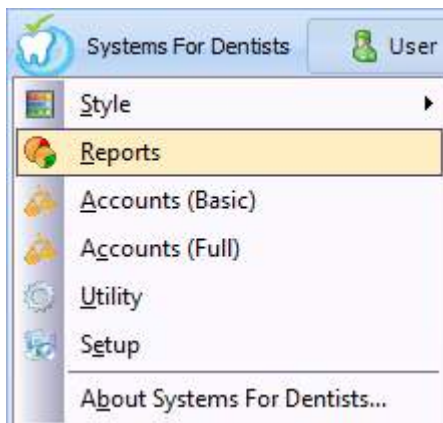 Systems For Dentists User
Style
Reports
Accounts (Basic)
Accounts (Full)
Utility
Setup
About Systems For Dentists...